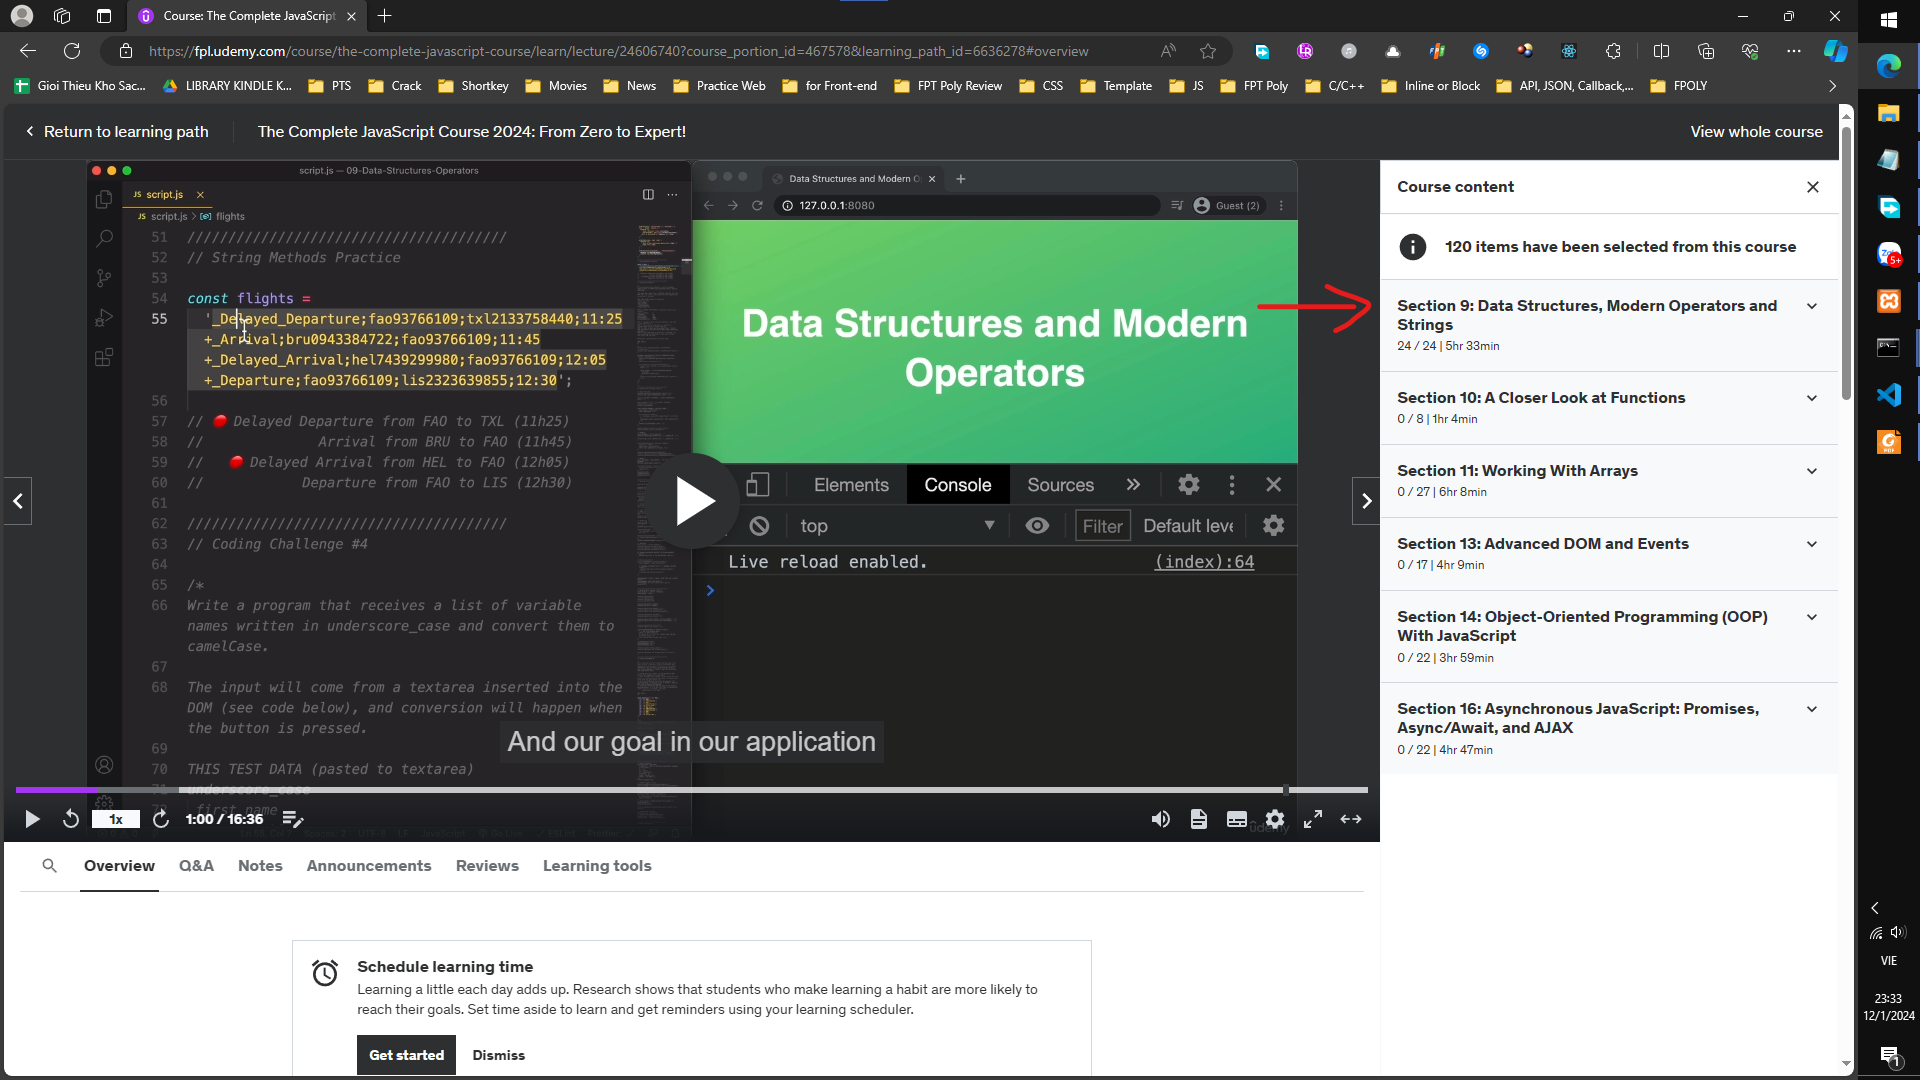 Course: The Complete JavaScript
https://fpl.udemy.com/course/the-complete-javascript-course/learn/lecture/24606740?course_portion_id=467578&learning_path_id=6636278#overview
Gioi Thieu Kho Sac... LIBRARY KINDLE K... PTS Crack Shortkey Movies News Practice Web for Front-end FPT Poly Review CSS Template JS FPT Poly C/C++ Inline or Block API, JSON, Callback,... FPOLY
Return to learning path
The Complete JavaScript Course 2024: From Zero to Expert!
View whole course
script.js — 09-Data-Structures-Operators
JS script.js
JS script.js > flights
51 ///////////////////////////////////////
52 // String Methods Practice
53
54 const flights =
55 '_Delayed_Departure;fao93766109;txl2133758440;11:25
+_Arrival;bru0943384722;fao93766109;11:45
+_Delayed_Arrival;hel7439299980;fao93766109;12:05
+_Departure;fao93766109;lis2323639855;12:30';
56
57 // 🔴 Delayed Departure from FAO to TXL (11h25)
58 // Arrival from BRU to FAO (11h45)
59 // 🔴 Delayed Arrival from HEL to FAO (12h05)
60 // Departure from FAO to LIS (12h30)
61
62 ///////////////////////////////////////
63 // Coding Challenge #4
64
65 /*
66 Write a program that receives a list of variable
names written in underscore_case and convert them to
camelCase.
67
68 The input will come from a textarea inserted into the
DOM (see code below), and conversion will happen when
the button is pressed.
69
70 THIS TEST DATA (pasted to textarea)
71 underscore_case
72 first_name
Data Structures and Modern O
127.0.0.1:8080
Guest (2)
Data Structures and Modern
Operators
Elements Console Sources
top Filter Default leve
Live reload enabled. (index):64
And our goal in our application
1x 1:00 / 16:36
udemy
Course content
120 items have been selected from this course
Section 9: Data Structures, Modern Operators and
Strings
24 / 24 | 5hr 33min
Section 10: A Closer Look at Functions
0 / 8 | 1hr 4min
Section 11: Working With Arrays
0 / 27 | 6hr 8min
Section 13: Advanced DOM and Events
0 / 17 | 4hr 9min
Section 14: Object-Oriented Programming (OOP)
With JavaScript
0 / 22 | 3hr 59min
Section 16: Asynchronous JavaScript: Promises,
Async/Await, and AJAX
0 / 22 | 4hr 47min
Overview Q&A Notes Announcements Reviews Learning tools
Schedule learning time
Learning a little each day adds up. Research shows that students who make learning a habit are more likely to
reach their goals. Set time aside to learn and get reminders using your learning scheduler.
Get started Dismiss
Zalo
5+
VIE
23:33
12/1/2024
1